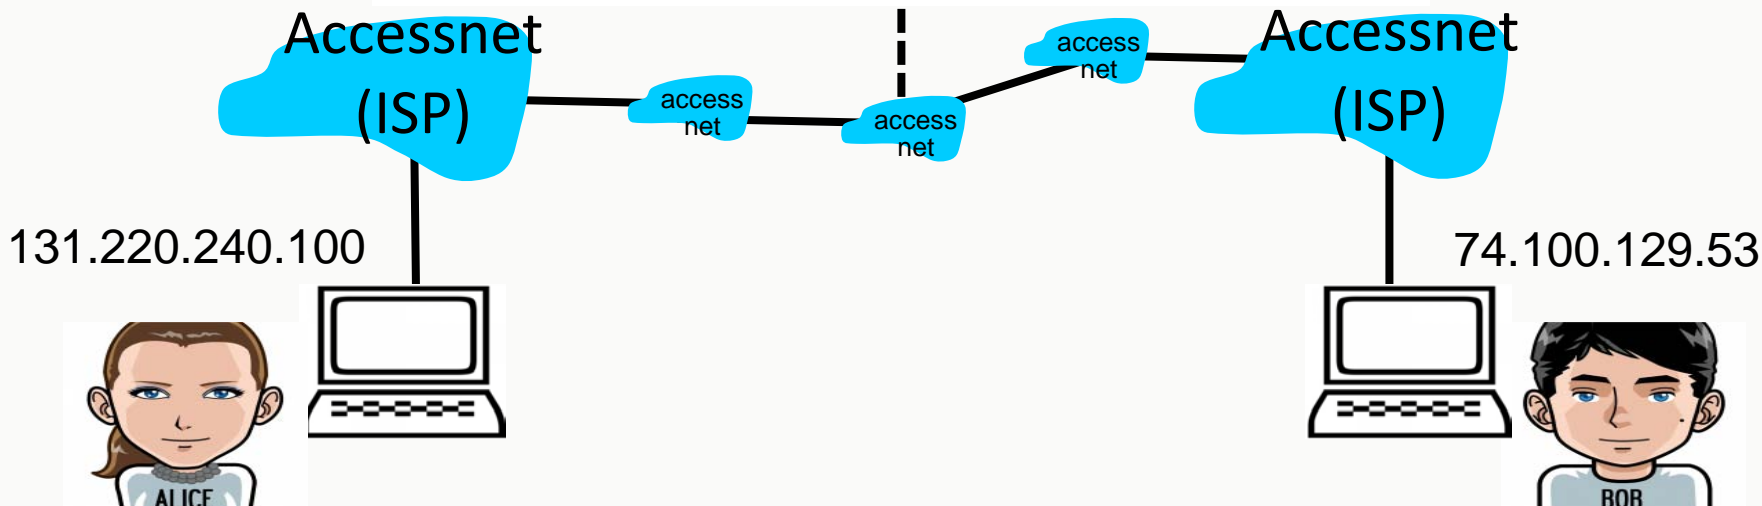 Accessnet
(ISP)
access
net
access
net
access
net
Accessnet
(ISP)
131.220.240.100
74.100.129.53
ALICE
BOB